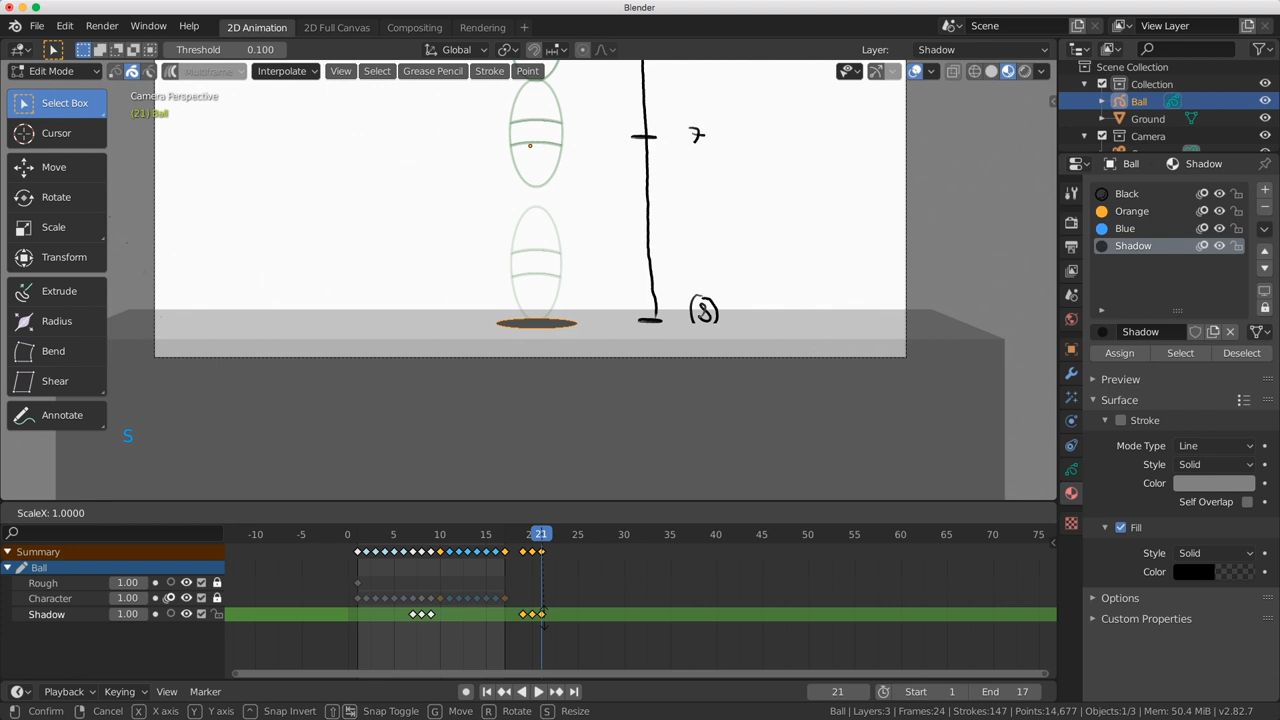 Blender
File Edit Render Window Help 2D Animation 2D Full Canvas Compositing Rendering + Scene View Layer
Threshold 0.100 Global Layer: Shadow
Edit Mode Multiframe Interpolate View Select Grease Pencil Stroke Point
Select Box
Cursor
Move
Rotate
Scale
Transform
Extrude
Radius
Bend
Shear
Annotate
Camera Perspective
(21) Ball
7
(8)
S
Scene Collection
Collection
Ball
Ground
Camera
Ball Shadow
Black
Orange
Blue
Shadow
Shadow
Assign Select Deselect
Preview
Surface
Stroke
Mode Type Line
Style Solid
Color
Self Overlap
Fill
Style Solid
Color
Options
Custom Properties
ScaleX: 1.0000
-10 -5 0 5 10 15 2 21 25 30 35 40 45 50 55 60 65 70 75
Summary
Ball
Rough 1.00
Character 1.00
Shadow 1.00
Playback Keying View Marker 21 Start 1 End 17
Confirm Cancel X X axis Y Y axis Snap Invert Snap Toggle G Move R Rotate S Resize Ball | Layers:3 | Frames:24 | Strokes:147 | Points:14,677 | Objects:1/3 | Mem: 50.4 MiB | v2.82.7